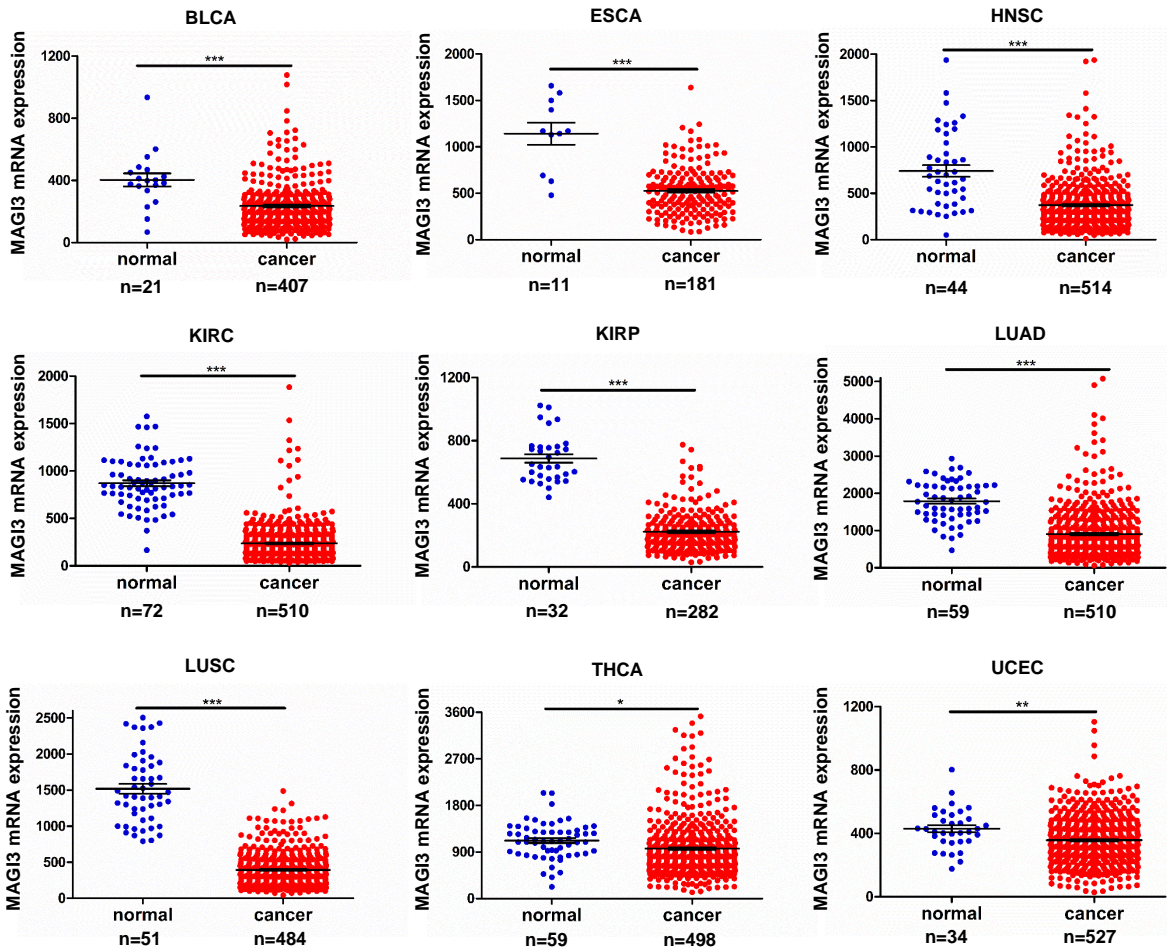 BLCA
MAGI3 mRNA expression
***
1200
800
400
0
normal cancer
n=21 n=407
ESCA
MAGI3 mRNA expression
***
2000
1500
1000
500
0
normal cancer
n=11 n=181
HNSC
MAGI3 mRNA expression
***
2000
1500
1000
500
0
normal cancer
n=44 n=514
KIRC
MAGI3 mRNA expression
***
2000
1500
1000
500
0
normal cancer
n=72 n=510
KIRP
MAGI3 mRNA expression
***
1200
800
400
0
normal cancer
n=32 n=282
LUAD
MAGI3 mRNA expression
***
5000
4000
3000
2000
1000
0
normal cancer
n=59 n=510
LUSC
MAGI3 mRNA expression
***
2500
2000
1500
1000
500
0
normal cancer
n=51 n=484
THCA
MAGI3 mRNA expression
*
3600
2700
1800
900
0
normal cancer
n=59 n=498
UCEC
MAGI3 mRNA expression
**
1200
800
400
0
normal cancer
n=34 n=527